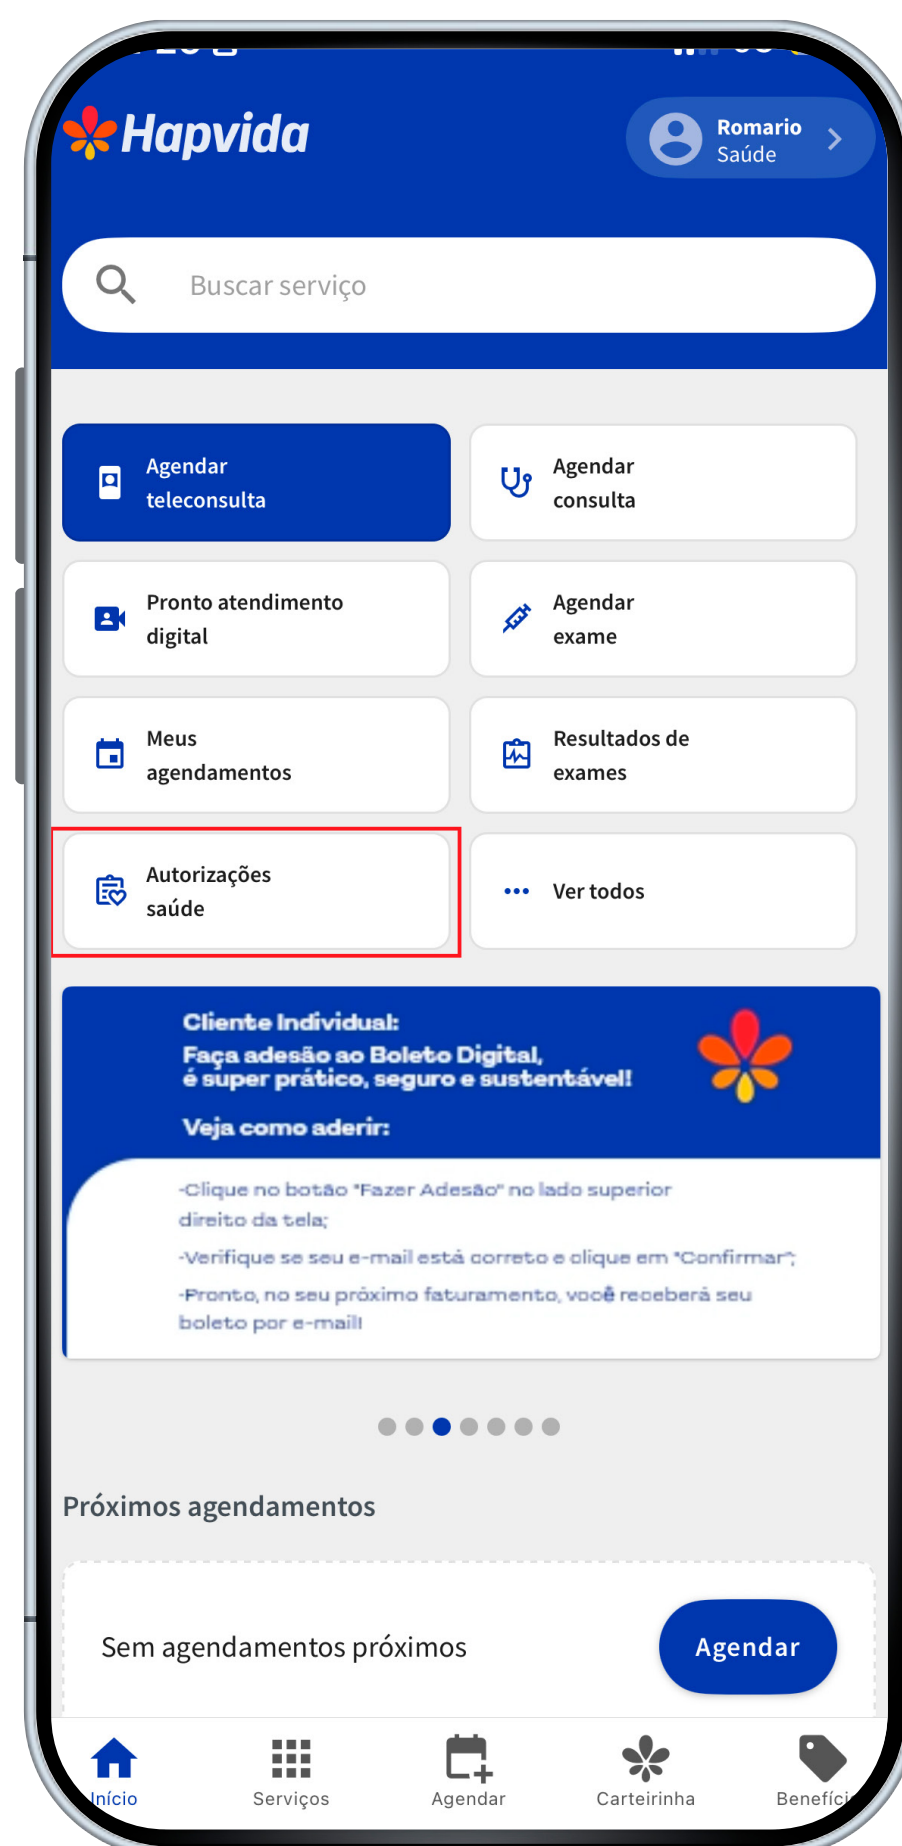 Hapvida
Romario
Saúde
Buscar serviço
Agendar
teleconsulta
Agendar
consulta
Pronto atendimento
digital
Agendar
exame
Meus
agendamentos
Resultados de
exames
Autorizações
saúde
Ver todos
Cliente Individual:
Faça adesão ao Boleto Digital,
é super prático, seguro e sustentável!
Veja como aderir:
-Clique no botão "Fazer Adesão" no lado superior
direito da tela;
-Verifique se seu e-mail está correto e clique em "Confirmar";
-Pronto, no seu próximo faturamento, você receberá seu
boleto por e-mail!
Próximos agendamentos
Sem agendamentos próximos
Agendar
Início
Serviços
Agendar
Carteirinha
Benefíci